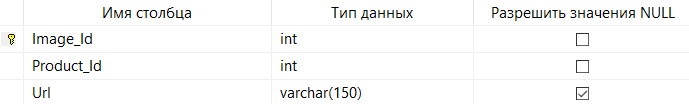 Имя столбца Тип данных Разрешить значения NULL
Image_Id int
Product_Id int
Url varchar(150)